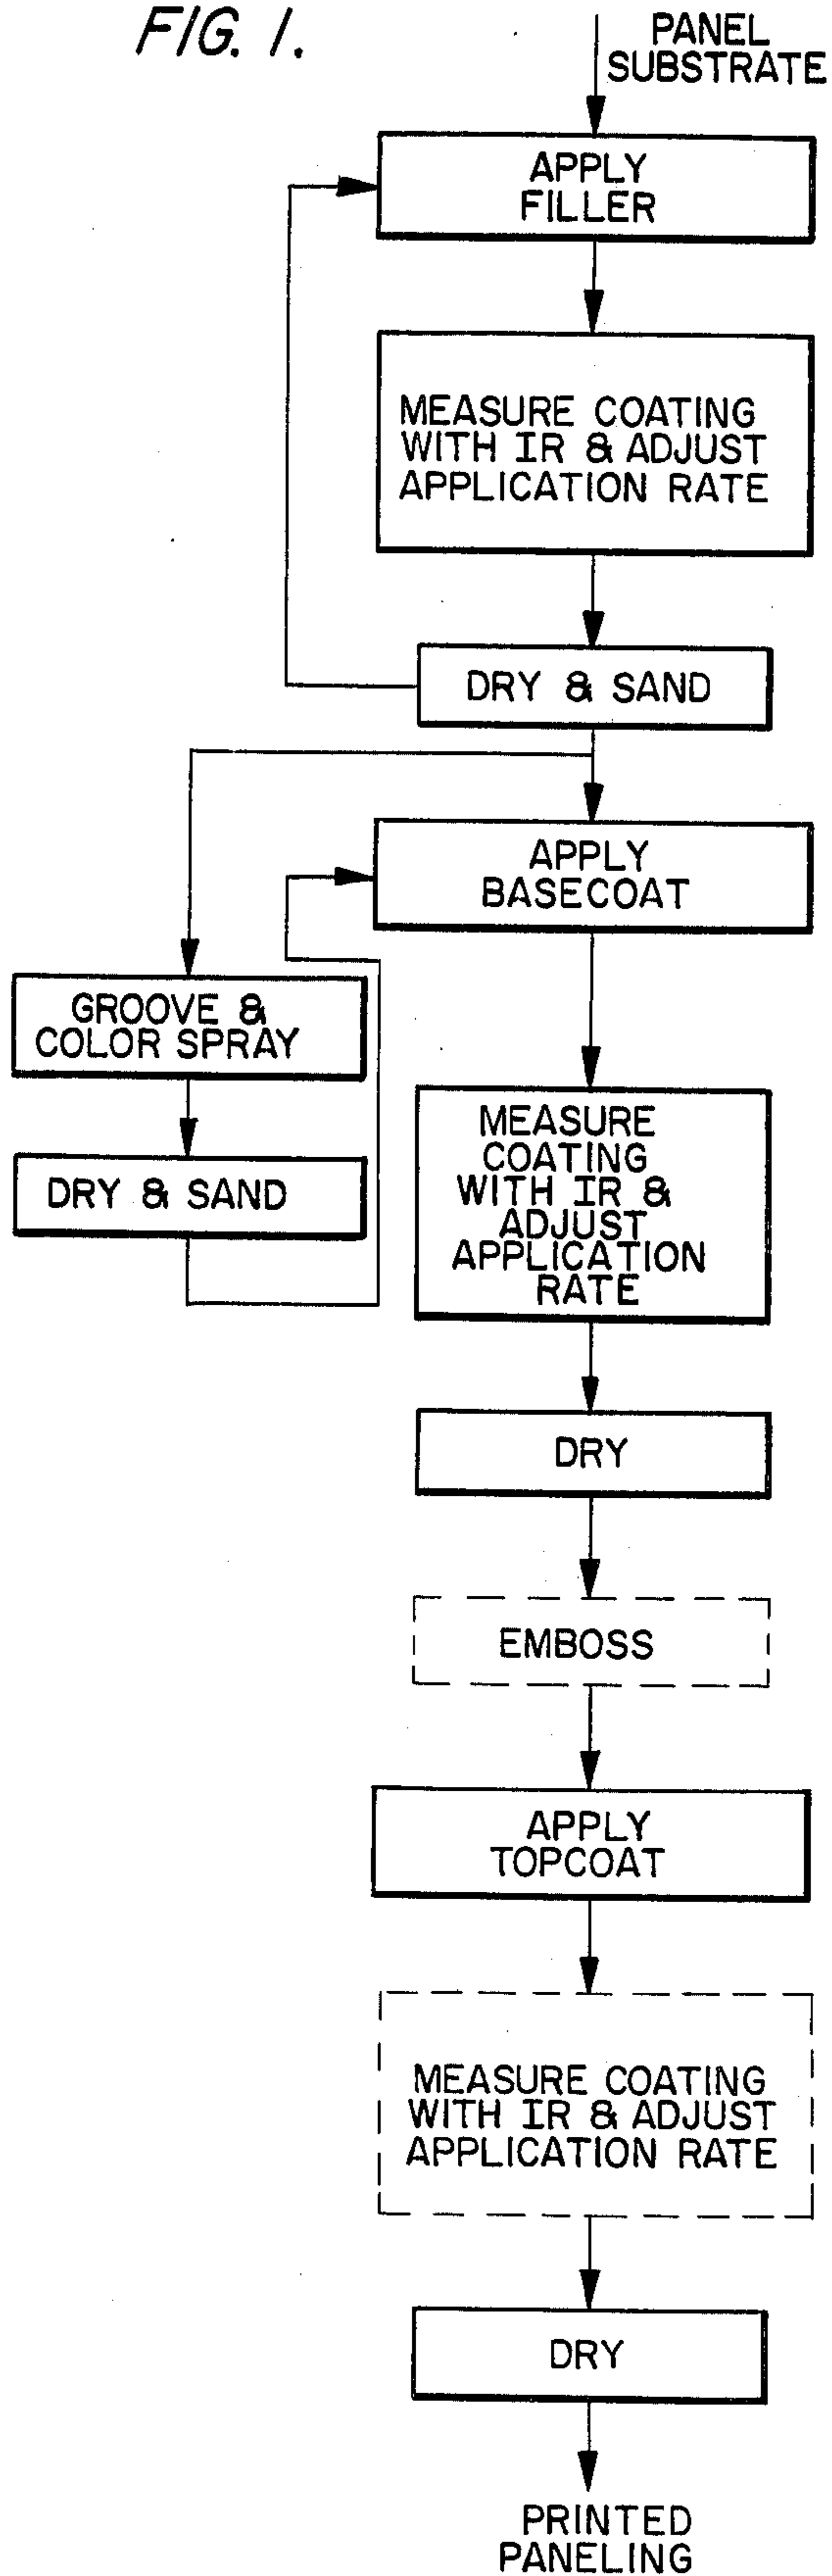 FIG. 1.
PANEL
SUBSTRATE
APPLY
FILLER
MEASURE COATING
WITH IR & ADJUST
APPLICATION RATE
DRY & SAND
APPLY
BASECOAT
GROOVE &
COLOR SPRAY
DRY & SAND
MEASURE
COATING
WITH IR &
ADJUST
APPLICATION
RATE
DRY
EMBOSS
APPLY
TOPCOAT
MEASURE COATING
WITH IR & ADJUST
APPLICATION RATE
DRY
PRINTED
PANELING